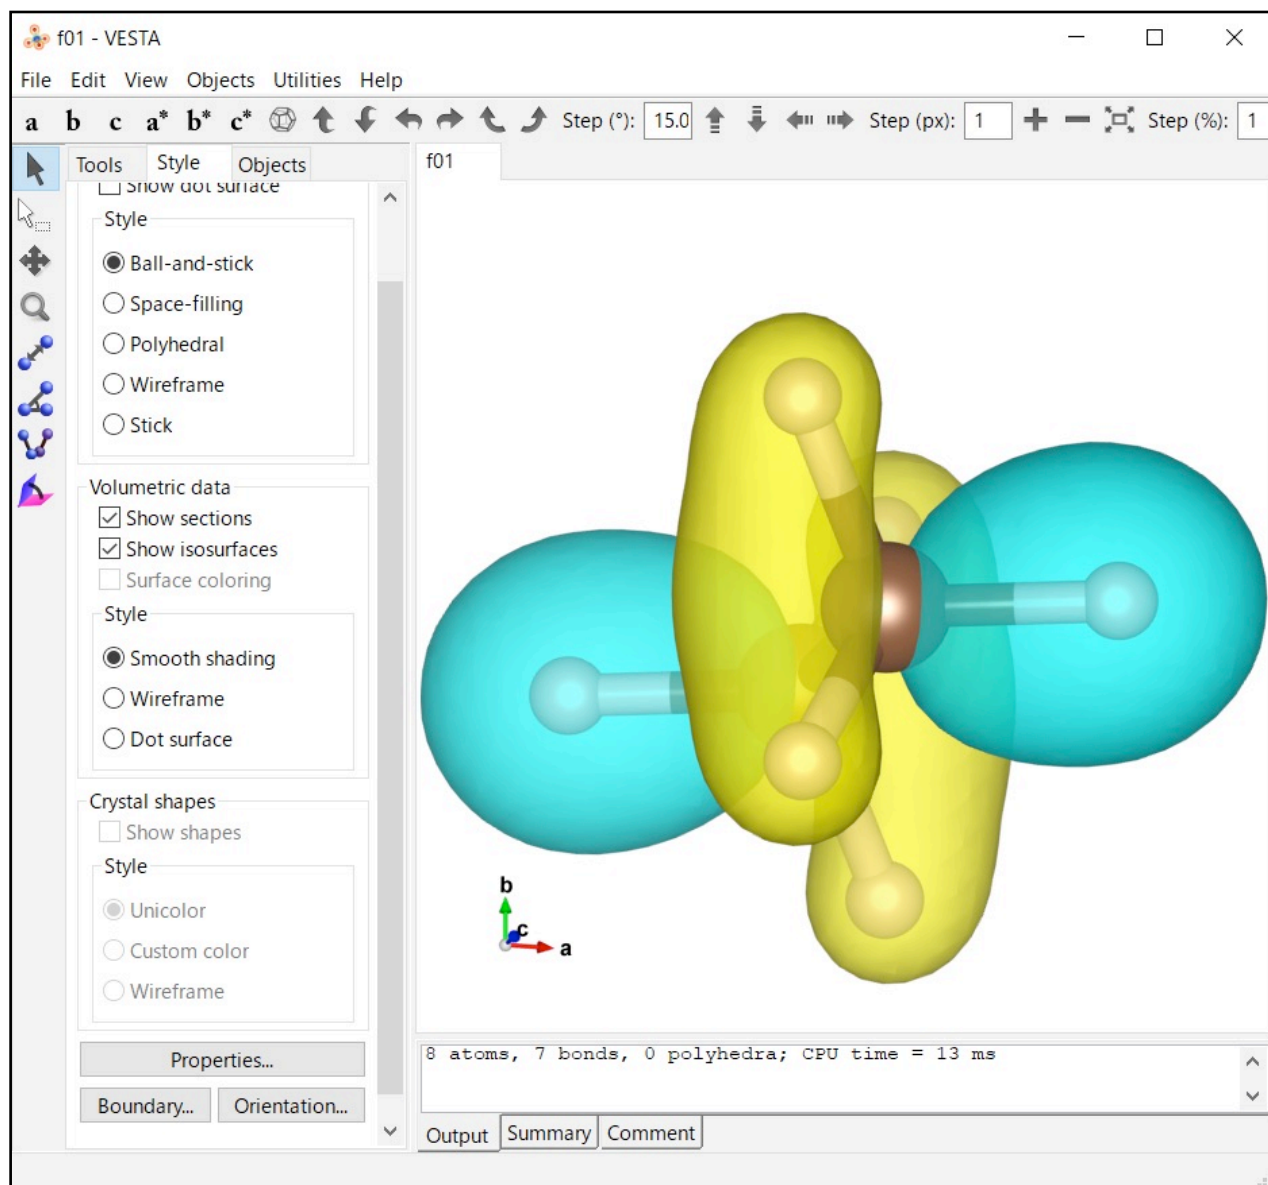 f01 - VESTA
File Edit View Objects Utilities Help
a b c a* b* c* Step (°): 15.0 Step (px): 1 Step (%): 1
Tools Style Objects
f01
Show dot surface
Style
Ball-and-stick
Space-filling
Polyhedral
Wireframe
Stick
Volumetric data
Show sections
Show isosurfaces
Surface coloring
Style
Smooth shading
Wireframe
Dot surface
Crystal shapes
Show shapes
Style
Unicolor
Custom color
Wireframe
Properties...
Boundary... Orientation...
b
c
a
8 atoms, 7 bonds, 0 polyhedra; CPU time = 13 ms
Output Summary Comment